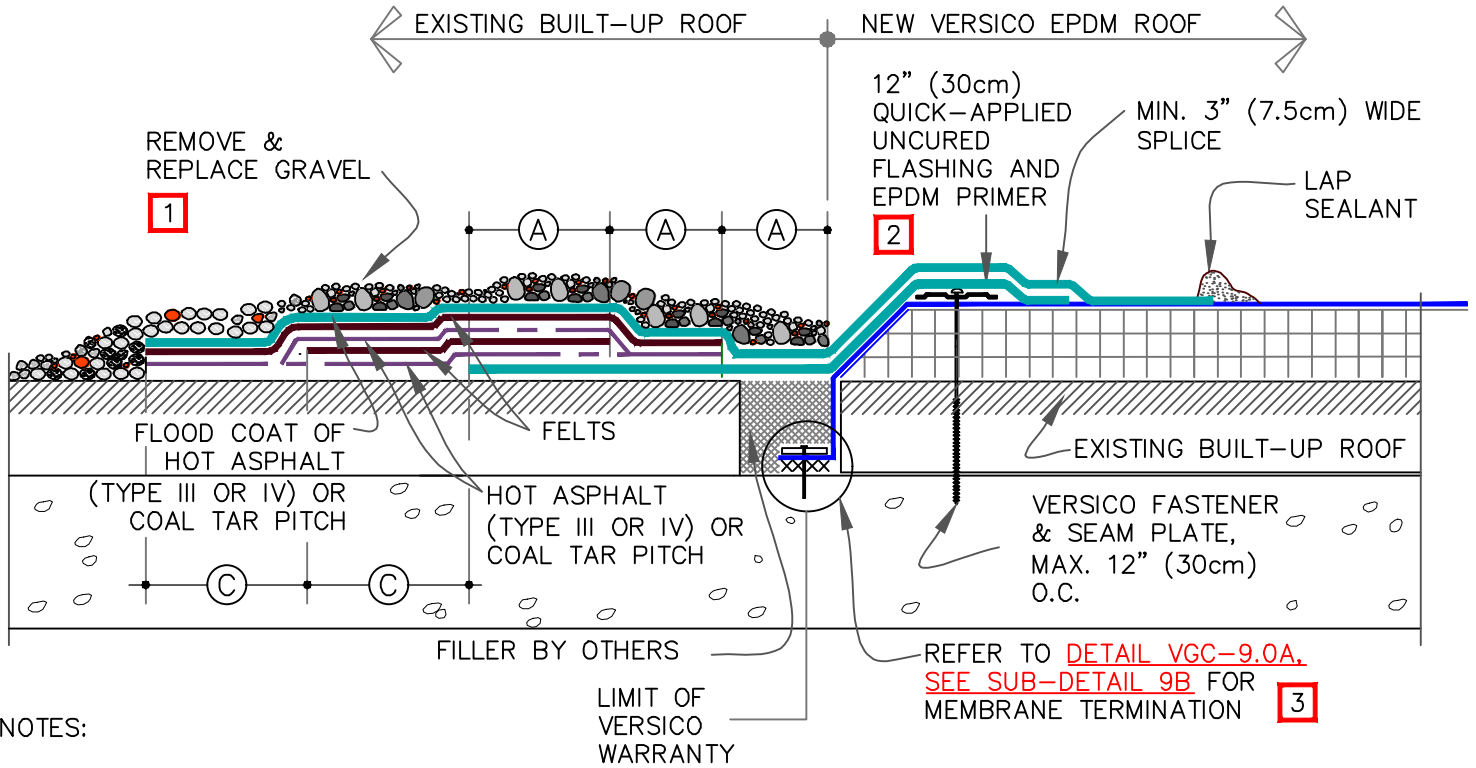 EXISTING BUILT-UP ROOF
NEW VERSICO EPDM ROOF
12" (30cm)
QUICK-APPLIED
UNCURED
FLASHING AND
EPDM PRIMER
2
MIN. 3" (7.5cm) WIDE
SPLICE
REMOVE &
REPLACE GRAVEL
1
LAP
SEALANT
A
A
A
FLOOD COAT OF
HOT ASPHALT
(TYPE III OR IV) OR
COAL TAR PITCH
FELTS
HOT ASPHALT
(TYPE III OR IV) OR
COAL TAR PITCH
EXISTING BUILT-UP ROOF
VERSICO FASTENER
& SEAM PLATE,
MAX. 12" (30cm)
O.C.
C
C
FILLER BY OTHERS
REFER TO DETAIL VGC-9.0A,
SEE SUB-DETAIL 9B FOR
MEMBRANE TERMINATION
3
LIMIT OF
VERSICO
WARRANTY
NOTES: